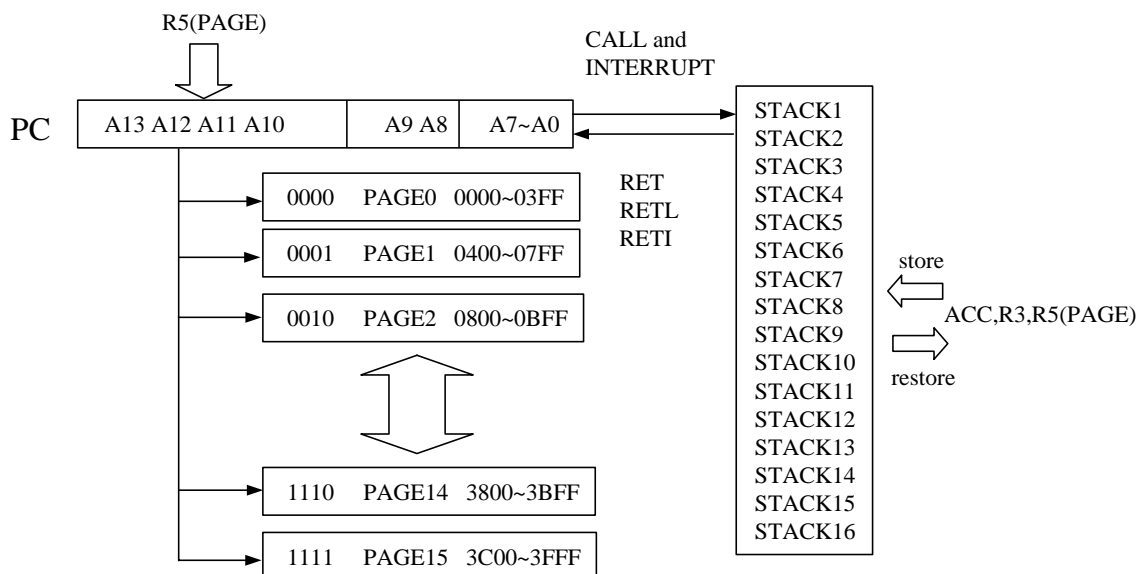 R5(PAGE)
CALL and
INTERRUPT
PC
A13 A12 A11 A10
A9 A8
A7~A0
0000 PAGE0 0000~03FF
0001 PAGE1 0400~07FF
0010 PAGE2 0800~0BFF
1110 PAGE14 3800~3BFF
1111 PAGE15 3C00~3FFF
RET
RETL
RETI
STACK1
STACK2
STACK3
STACK4
STACK5
STACK6
STACK7
STACK8
STACK9
STACK10
STACK11
STACK12
STACK13
STACK14
STACK15
STACK16
store
ACC,R3,R5(PAGE)
restore